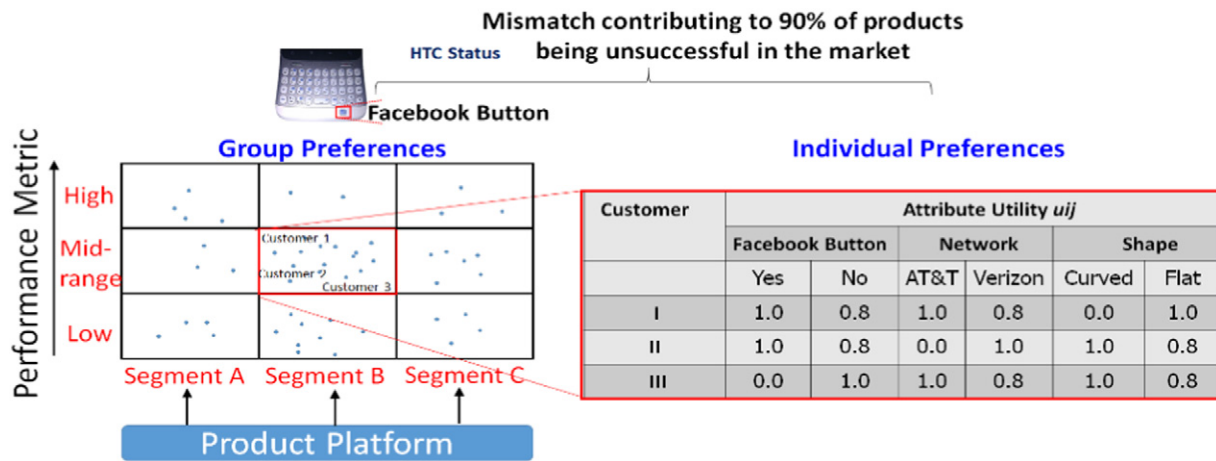 Mismatch contributing to 90% of products
being unsuccessful in the market
HTC Status
Facebook Button
Group Preferences
Individual Preferences
Performance Metric
High
Mid-
range
Low
Customer 1
Customer 2
Customer 3
Segment A Segment B Segment C
Product Platform
Customer Attribute Utility uij
Facebook Button Network Shape
Yes No AT&T Verizon Curved Flat
I 1.0 0.8 1.0 0.8 0.0 1.0
II 1.0 0.8 0.0 1.0 1.0 0.8
III 0.0 1.0 1.0 0.8 1.0 0.8